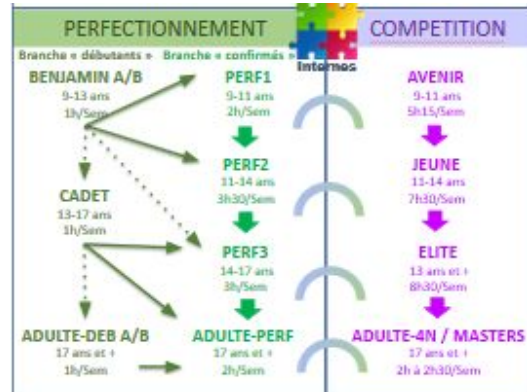 PERFECTIONNEMENT
COMPETITION
Branche « débutants »
Branche « confirmés »
Internos
BENJAMIN A/B
9-13 ans
1h/Sem
CADET
13-17 ans
1h/Sem
ADULTE-DEB A/B
17 ans et +
1h/Sem
PERF1
9-11 ans
2h/Sem
PERF2
11-14 ans
3h30/Sem
PERF3
14-17 ans
3h/Sem
ADULTE-PERF
17 ans et +
2h/Sem
AVENIR
9-11 ans
5h15/Sem
JEUNE
11-14 ans
7h30/Sem
ELITE
13 ans et +
8h30/Sem
ADULTE-4N / MASTERS
17 ans et +
2h à 2h30/Sem